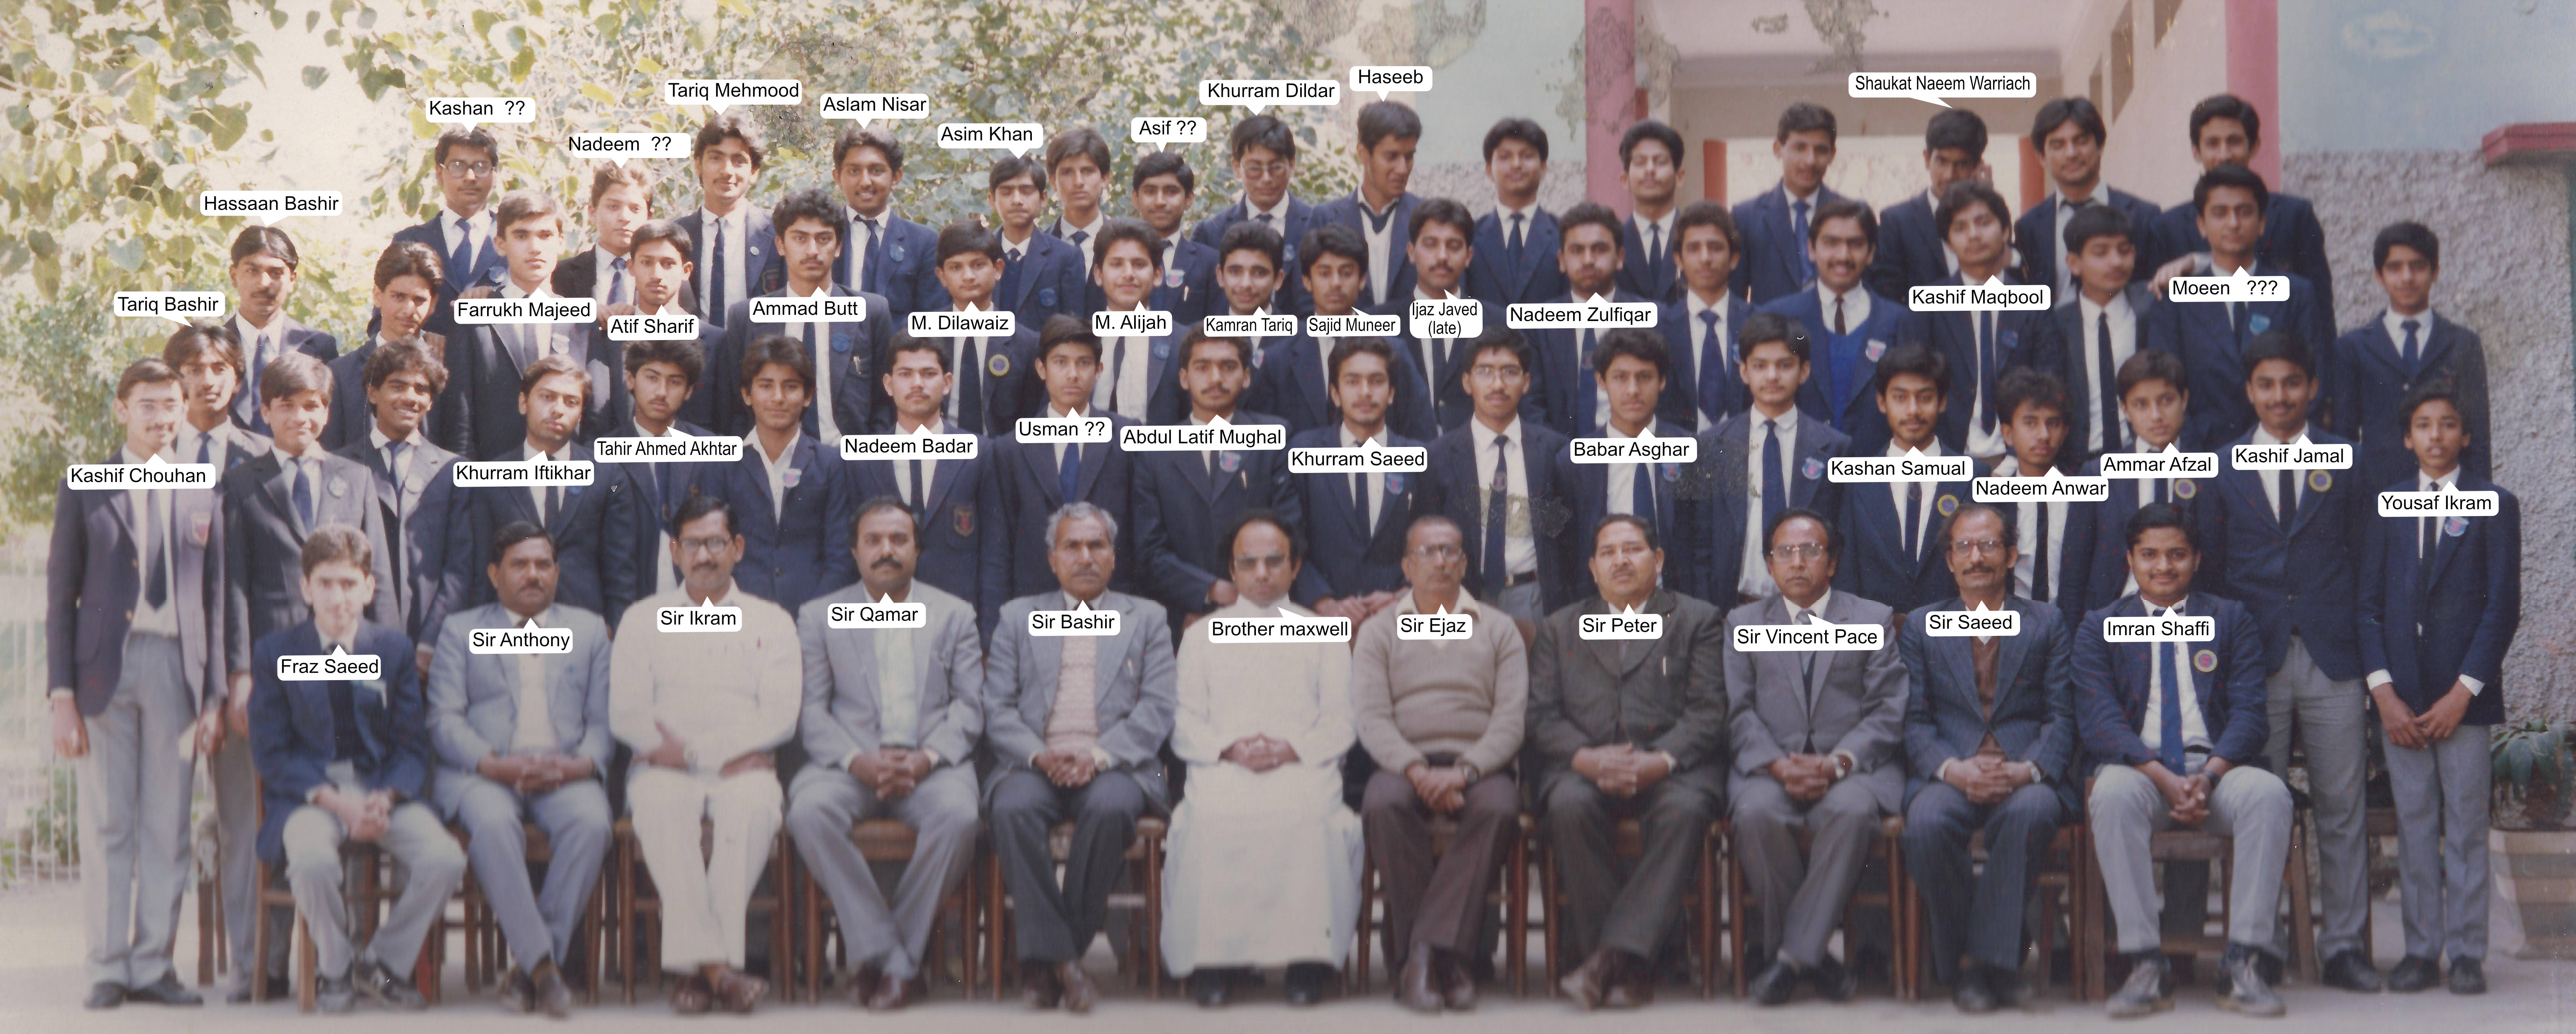 Haseeb
Shaukat Naeem Warriach
Tariq Mehmood
Khurram Dildar
Kashan ??
Aslam Nisar
Asim Khan
Asif ??
Nadeem ??
Hassaan Bashir
Moeen ???
Tariq Bashir
Farrukh Majeed
Atif Sharif
Ammad Butt
M. Dilawaiz
M. Alijah
Kamran Tariq
Sajid Muneer
Ijaz Javed
(late)
Nadeem Zulfiqar
Kashif Maqbool
Kashif Chouhan
Khurram Iftikhar
Tahir Ahmed Akhtar
Nadeem Badar
Usman ??
Abdul Latif Mughal
Khurram Saeed
Babar Asghar
Kashan Samual
Nadeem Anwar
Ammar Afzal
Kashif Jamal
Yousaf Ikram
Fraz Saeed
Sir Anthony
Sir Ikram
Sir Qamar
Sir Bashir
Brother maxwell
Sir Ejaz
Sir Peter
Sir Vincent Pace
Sir Saeed
Imran Shaffi